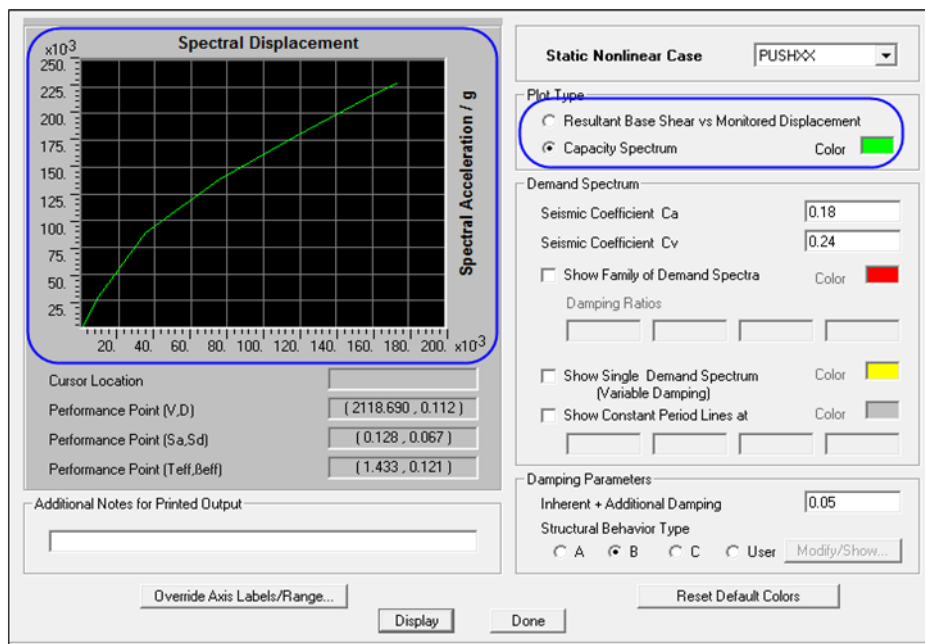 Spectral Displacement
x10³
250.
225.
200.
175.
150.
125.
100.
75.
50.
25.
Spectral Acceleration / g
20. 40. 60. 80. 100. 120. 140. 160. 180. 200. x10³
Cursor Location
Performance Point (V,D) ( 2118.690 , 0.112 )
Performance Point (Sa,Sd) ( 0.128 , 0.067 )
Performance Point (Teff,ßeff) ( 1.433 , 0.121 )
Additional Notes for Printed Output
Override Axis Labels/Range...
Static Nonlinear Case PUSHXX
Plot Type
Resultant Base Shear vs Monitored Displacement
Capacity Spectrum Color
Demand Spectrum
Seismic Coefficient Ca 0.18
Seismic Coefficient Cv 0.24
Show Family of Demand Spectra Color
Damping Ratios
Show Single Demand Spectrum Color
(Variable Damping)
Show Constant Period Lines at Color
Damping Parameters
Inherent + Additional Damping 0.05
Structural Behavior Type
A B C User Modify/Show...
Reset Default Colors
Display Done